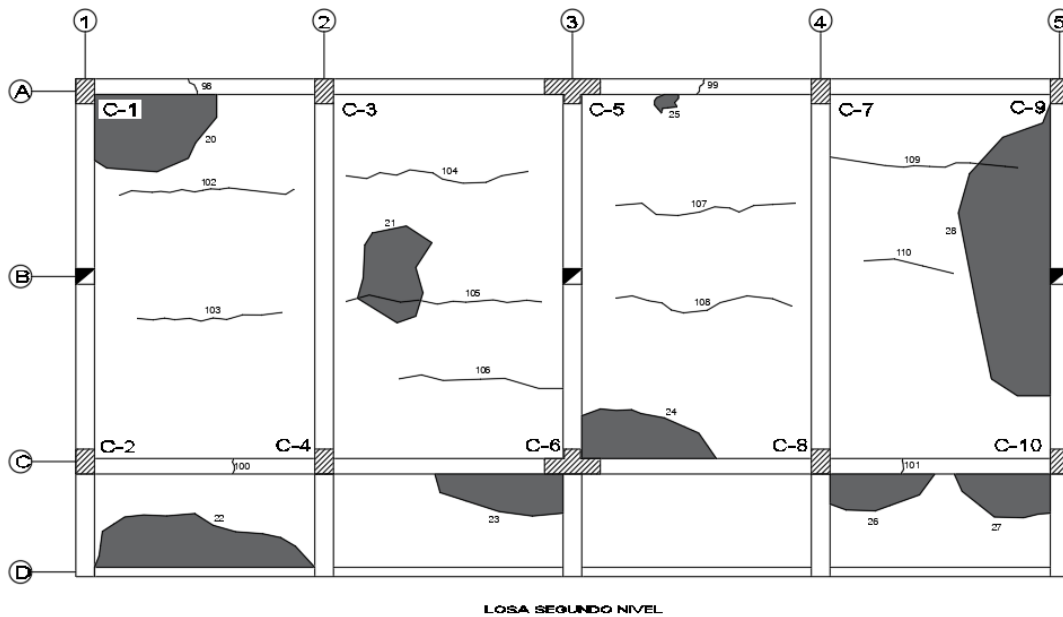 1 2 3 4 5
A 98 99
C-1 C-3 C-5 C-7 C-9
25
20
109
104
102
107
21
28
B 110
105 108
103
106
24
C-2 C-4 C-6 C-8 C-10
C 100 101
22 23 26 27
D
LOSA SEGUNDO NIVEL